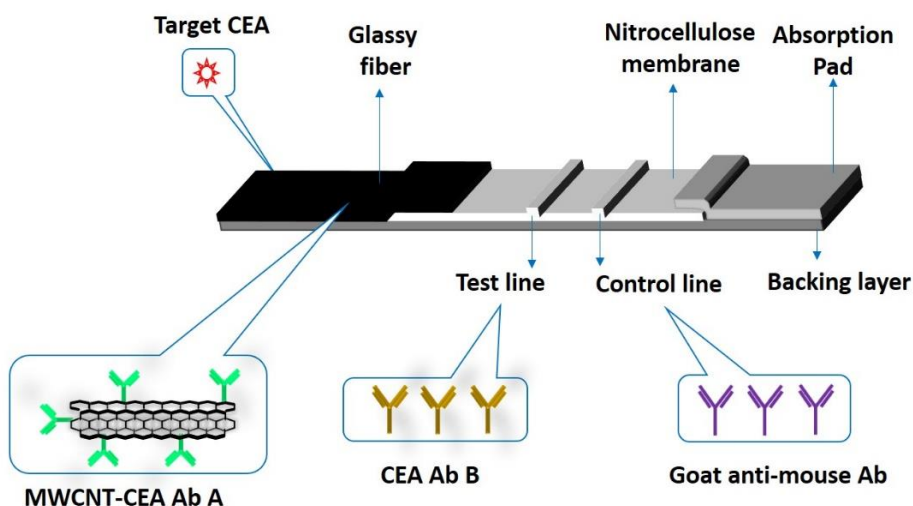 Target CEA
Glassy
fiber
Nitrocellulose
membrane
Absorption
Pad
Test line
Control line
Backing layer
MWCNT-CEA Ab A
CEA Ab B
Goat anti-mouse Ab